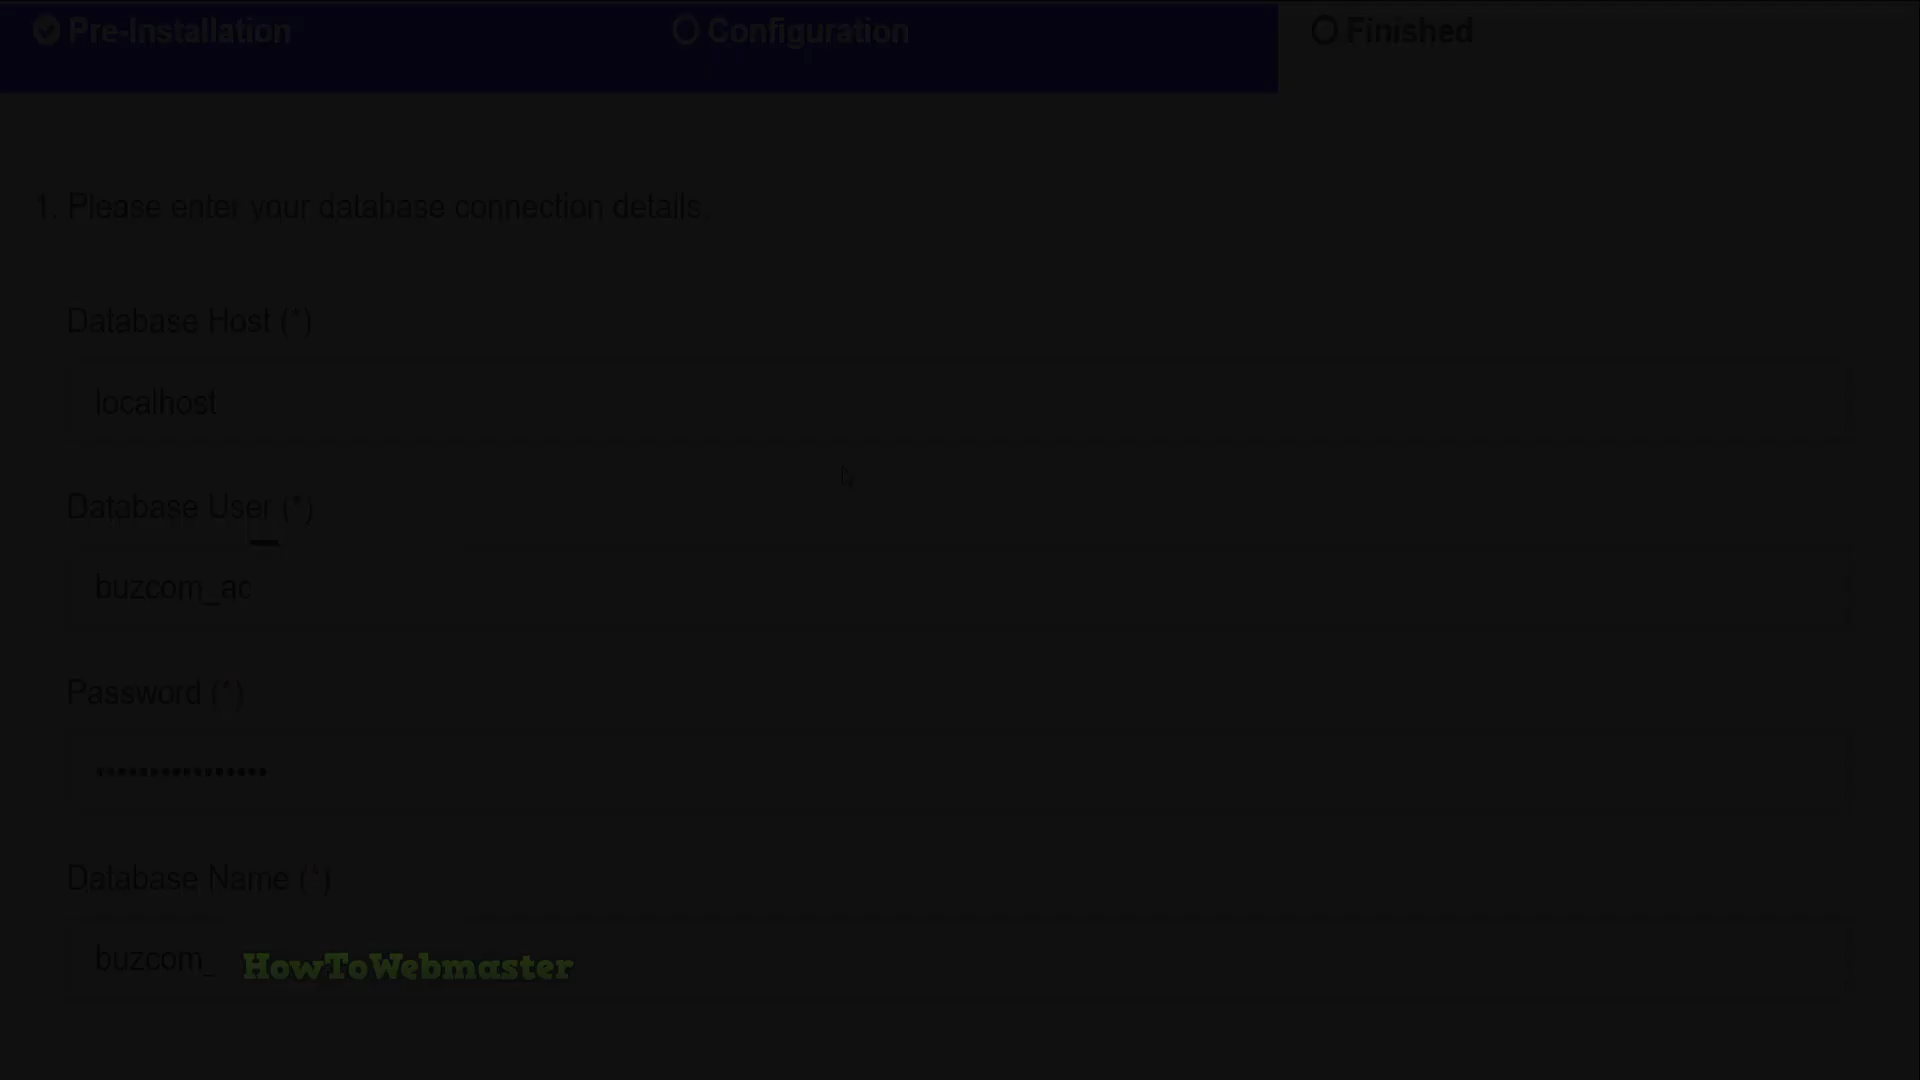 Pre-Installation
Configuration
Finished
1. Please enter your database connection details.
Database Host (*)
localhost
Database User (*)
buzcom_ac
Password (*)
••••••••••••••••
Database Name (*)
buzcom_
HowToWebmaster